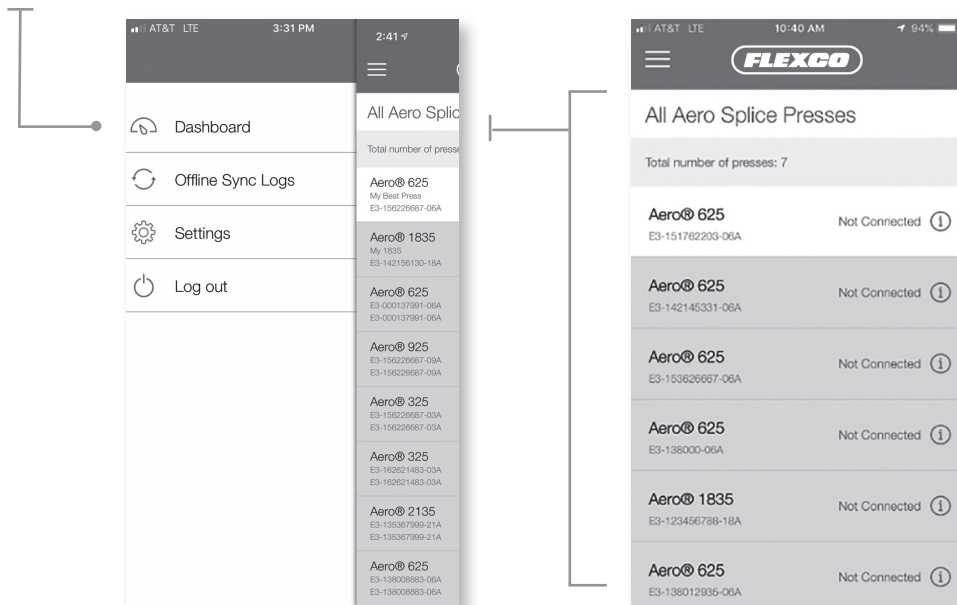 AT&T LTE 3:31 PM
Dashboard
Offline Sync Logs
Settings
Log out
2:41
All Aero Splic
Total number of presse
Aero® 625
My Best Press
E3-156226687-06A
Aero® 1835
My 1835
E3-142156130-18A
Aero® 625
E3-000137991-06A
E3-000137991-06A
Aero® 925
E3-156226687-09A
E3-156226687-09A
Aero® 325
E3-156226687-03A
E3-156226687-03A
Aero® 325
E3-162621483-03A
E3-162621483-03A
Aero® 2135
E3-135367999-21A
E3-135367999-21A
Aero® 625
E3-138008883-06A
E3-138008883-06A
AT&T LTE 10:40 AM 94%
FLEXCO
All Aero Splice Presses
Total number of presses: 7
Aero® 625
Not Connected
E3-151762203-06A
Aero® 625
Not Connected
E3-142145331-06A
Aero® 625
Not Connected
E3-153626667-06A
Aero® 625
Not Connected
E3-138000-06A
Aero® 1835
Not Connected
E3-123456788-18A
Aero® 625
Not Connected
E3-138012935-06A